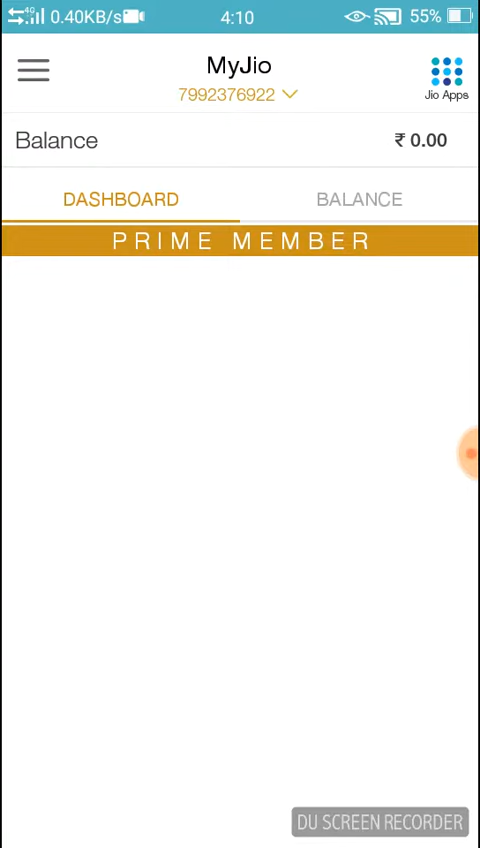 4G 0.40KB/s 4:10 55%
MyJio
7992376922
Jio Apps
Balance ₹ 0.00
DASHBOARD BALANCE
PRIME MEMBER
DU SCREEN RECORDER